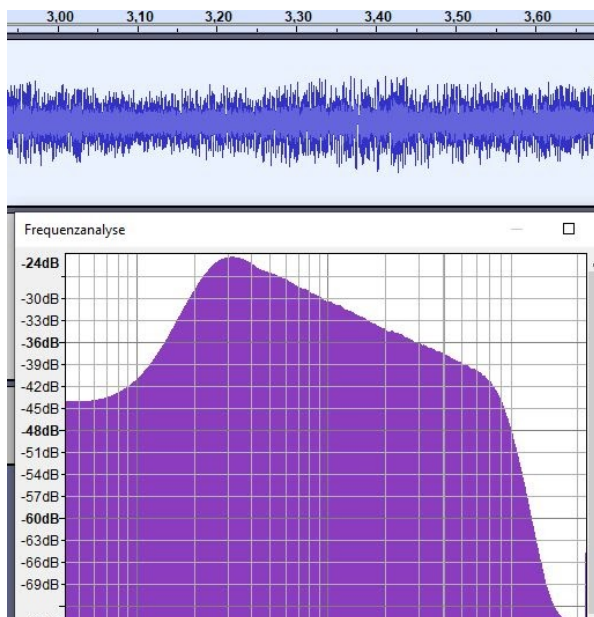 3,00 3,10 3,20 3,30 3,40 3,50 3,60
Frequenzanalyse
-24dB
-30dB
-33dB
-36dB
-39dB
-42dB
-45dB
-48dB
-51dB
-54dB
-57dB
-60dB
-63dB
-66dB
-69dB